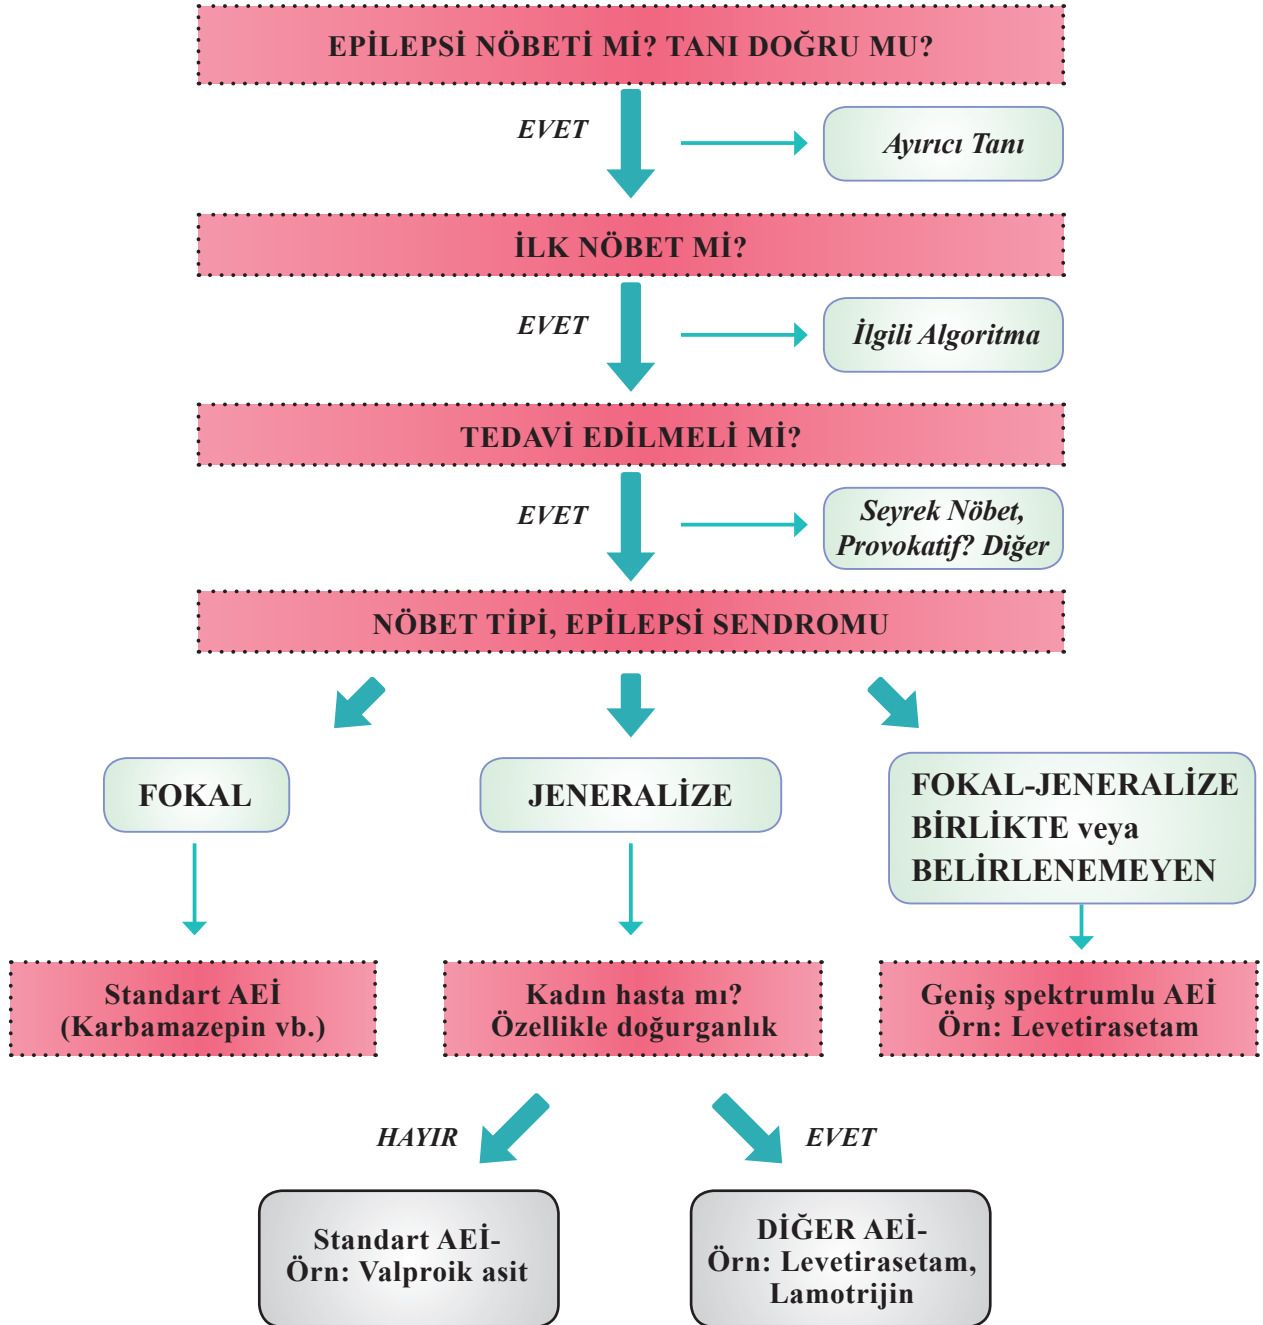 EPİLEPSİ NÖBETİ Mİ? TANI DOĞRU MU?
EVET
Ayırıcı Tanı
İLK NÖBET Mİ?
EVET
İlgili Algoritma
TEDAVİ EDİLMELİ Mİ?
EVET
Seyrek Nöbet,
Provokatif? Diğer
NÖBET TİPİ, EPİLEPSİ SENDROMU
FOKAL
JENERALİZE
FOKAL-JENERALİZE
BİRLİKTE veya
BELİRLENEMEYEN
Standart AEİ
(Karbamazepin vb.)
Kadın hasta mı?
Özellikle doğurganlık
Geniş spektrumlu AEİ
Örn: Levetirasetam
HAYIR
EVET
Standart AEİ-
Örn: Valproik asit
DİĞER AEİ-
Örn: Levetirasetam,
Lamotrijin